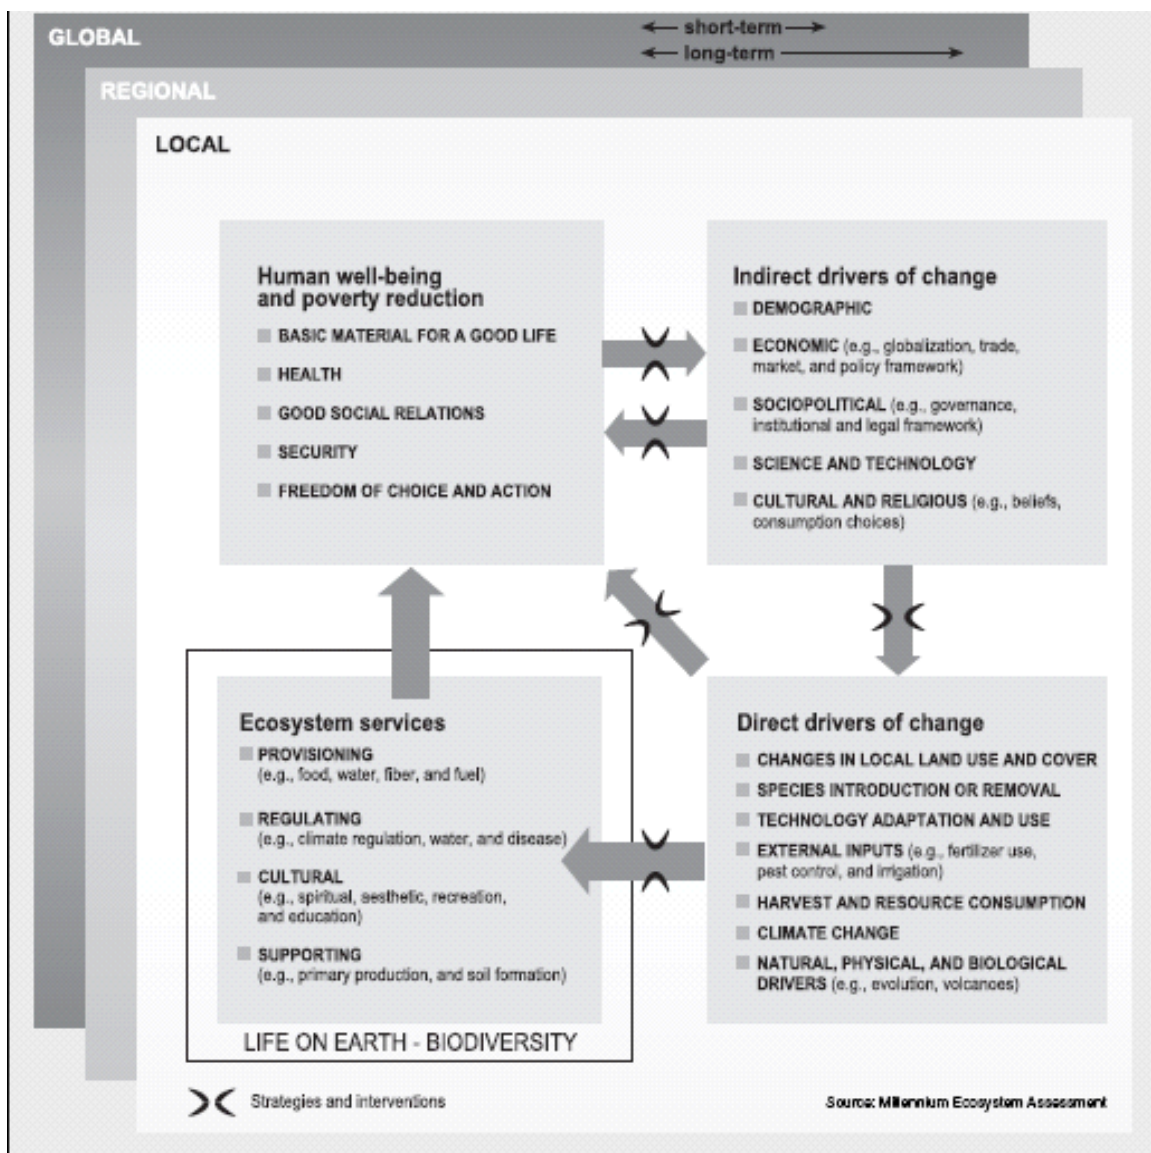 GLOBAL
short-term
long-term
REGIONAL
LOCAL
Human well-being
and poverty reduction
BASIC MATERIAL FOR A GOOD LIFE
HEALTH
GOOD SOCIAL RELATIONS
SECURITY
FREEDOM OF CHOICE AND ACTION
Indirect drivers of change
DEMOGRAPHIC
ECONOMIC (e.g., globalization, trade,
market, and policy framework)
SOCIOPOLITICAL (e.g., governance,
institutional and legal framework)
SCIENCE AND TECHNOLOGY
CULTURAL AND RELIGIOUS (e.g., beliefs,
consumption choices)
Ecosystem services
PROVISIONING
(e.g., food, water, fiber, and fuel)
REGULATING
(e.g., climate regulation, water, and disease)
CULTURAL
(e.g., spiritual, aesthetic, recreation,
and education)
SUPPORTING
(e.g., primary production, and soil formation)
LIFE ON EARTH - BIODIVERSITY
Direct drivers of change
CHANGES IN LOCAL LAND USE AND COVER
SPECIES INTRODUCTION OR REMOVAL
TECHNOLOGY ADAPTATION AND USE
EXTERNAL INPUTS (e.g., fertilizer use,
pest control, and irrigation)
HARVEST AND RESOURCE CONSUMPTION
CLIMATE CHANGE
NATURAL, PHYSICAL, AND BIOLOGICAL
DRIVERS (e.g., evolution, volcanoes)
Strategies and interventions
Source: Millennium Ecosystem Assessment